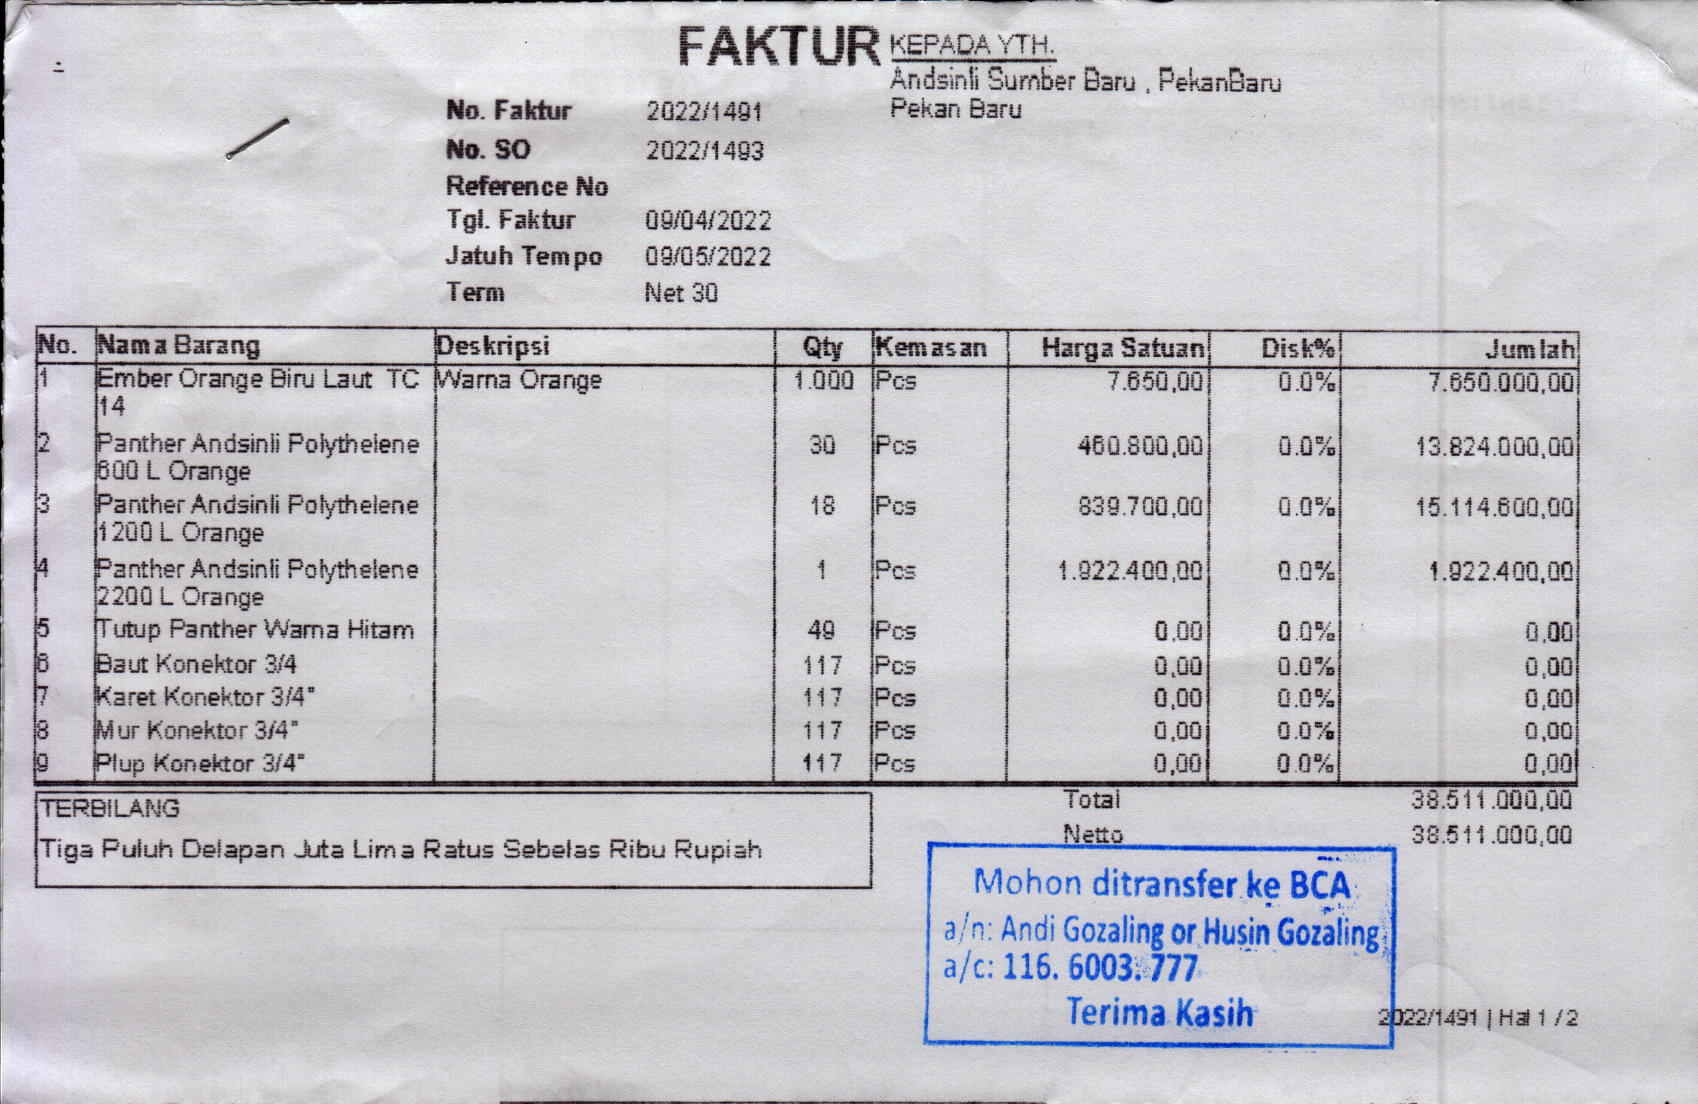 FAKTUR
KEPADA YTH.
Andsinli Sumber Baru , PekanBaru
Pekan Baru
No. Faktur 2022/1491
No. SO 2022/1493
Reference No
Tgl. Faktur 09/04/2022
Jatuh Tempo 09/05/2022
Term Net 30
No. Nama Barang Deskripsi Qty Kemasan Harga Satuan Disk% Jumlah
1 Ember Orange Biru Laut TC Warna Orange 1.000 Pcs 7.650,00 0.0% 7.650.000,00
14
2 Panther Andsinli Polythelene 30 Pcs 460.800,00 0.0% 13.824.000,00
600 L Orange
3 Panther Andsinli Polythelene 18 Pcs 839.700,00 0.0% 15.114.600,00
1200 L Orange
4 Panther Andsinli Polythelene 1 Pcs 1.922.400,00 0.0% 1.922.400,00
2200 L Orange
5 Tutup Panther Warna Hitam 49 Pcs 0,00 0.0% 0,00
6 Baut Konektor 3/4 117 Pcs 0,00 0.0% 0,00
7 Karet Konektor 3/4" 117 Pcs 0,00 0.0% 0,00
8 Mur Konektor 3/4" 117 Pcs 0,00 0.0% 0,00
9 Plup Konektor 3/4" 117 Pcs 0,00 0.0% 0,00
TERBILANG
Tiga Puluh Delapan Juta Lima Ratus Sebelas Ribu Rupiah
Total 38.511.000,00
Netto 38.511.000,00
Mohon ditransfer ke BCA
a/n: Andi Gozaling or Husin Gozaling
a/c: 116. 6003. 777
Terima Kasih
2022/1491 | Hal 1 / 2